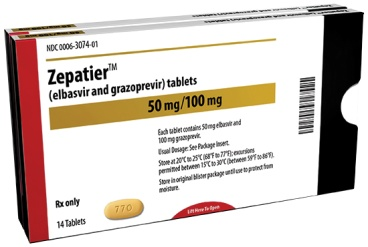 NDC 0006-3074-01
Zepatier™
(elbasvir and grazoprevir) tablets
50 mg/100 mg
Each tablet contains 50 mg elbasvir and
100 mg grazoprevir.
Usual Dosage: See Package Insert.
Store at 20°C to 25°C (68°F to 77°F); excursions
permitted between 15°C to 30°C (between 59°F to 86°F).
Store in original blister package until use to protect from
moisture.
Rx only
14 Tablets
770
Lift Here To Open